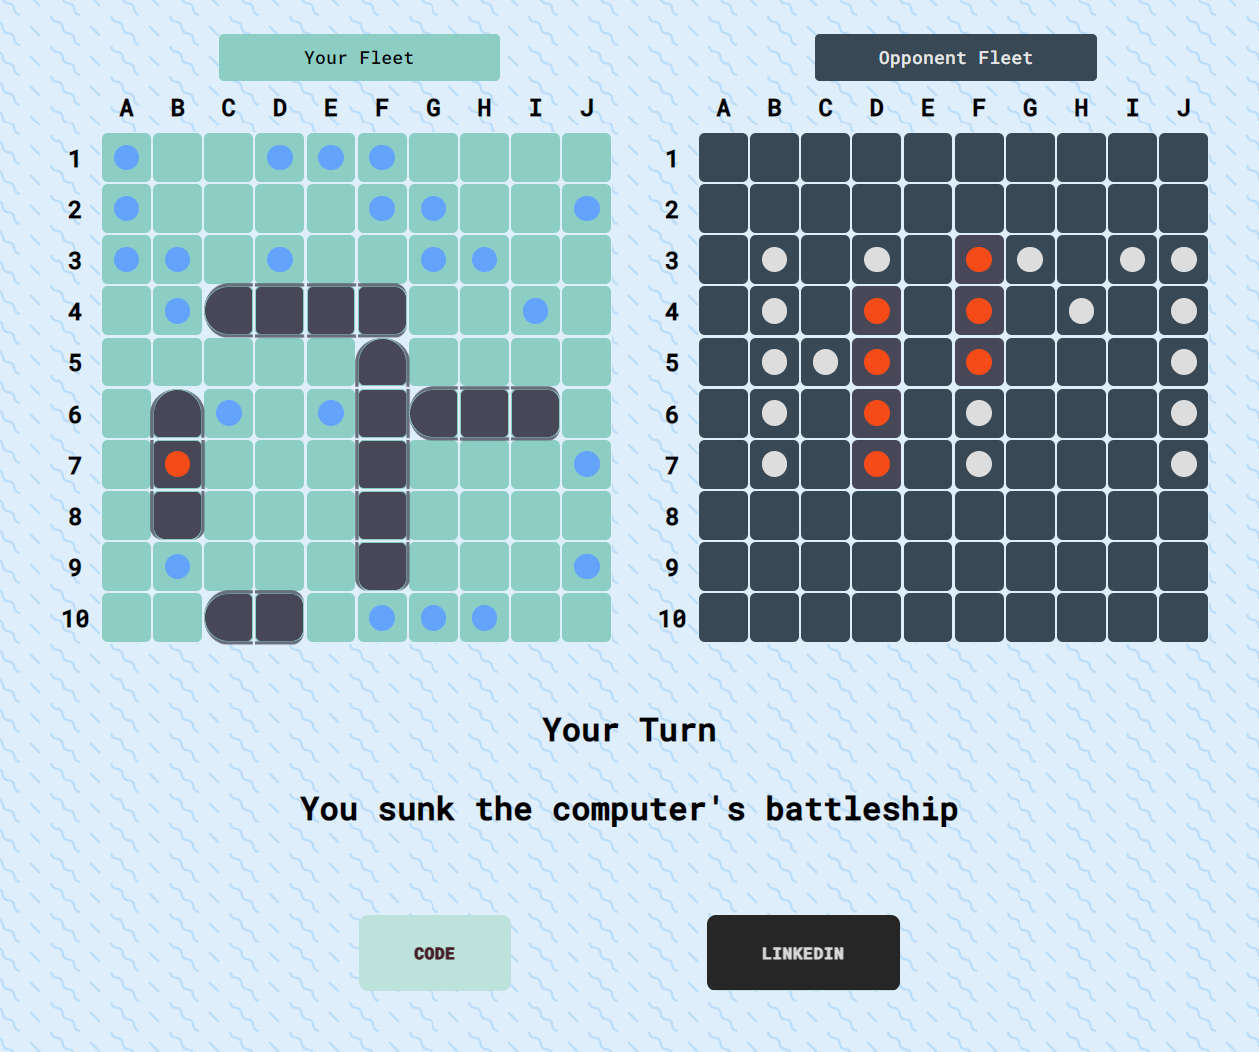 Your Fleet
Opponent Fleet
A B C D E F G H I J
A B C D E F G H I J
1 1
2 2
3 3
4 4
5 5
6 6
7 7
8 8
9 9
10 10
Your Turn
You sunk the computer's battleship
CODE
LINKEDIN